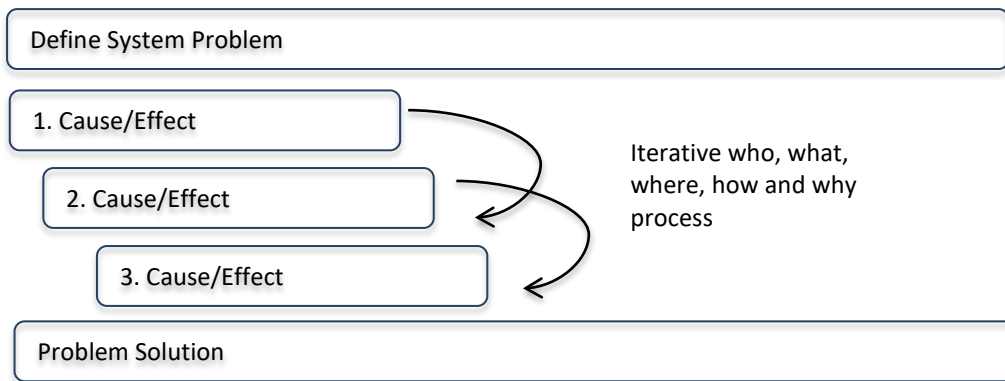 Define System Problem
1. Cause/Effect
2. Cause/Effect
3. Cause/Effect
Iterative who, what,
where, how and why
process
Problem Solution